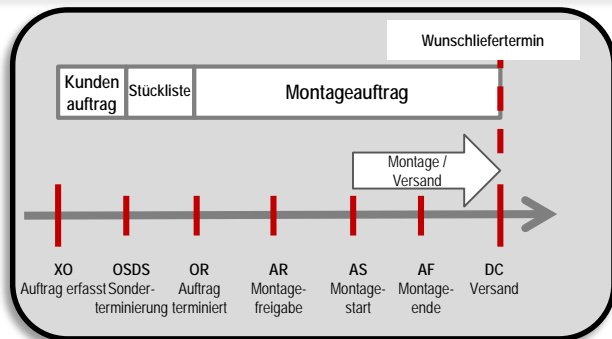 Wunschliefertermin
Kunden
auftrag
Stückliste
Montageauftrag
Montage /
Versand
XO OSDS OR AR AS AF DC
Auftrag erfasst Sonder- Auftrag Montage- Montage- Montage- Versand
terminierung terminiert freigabe start ende